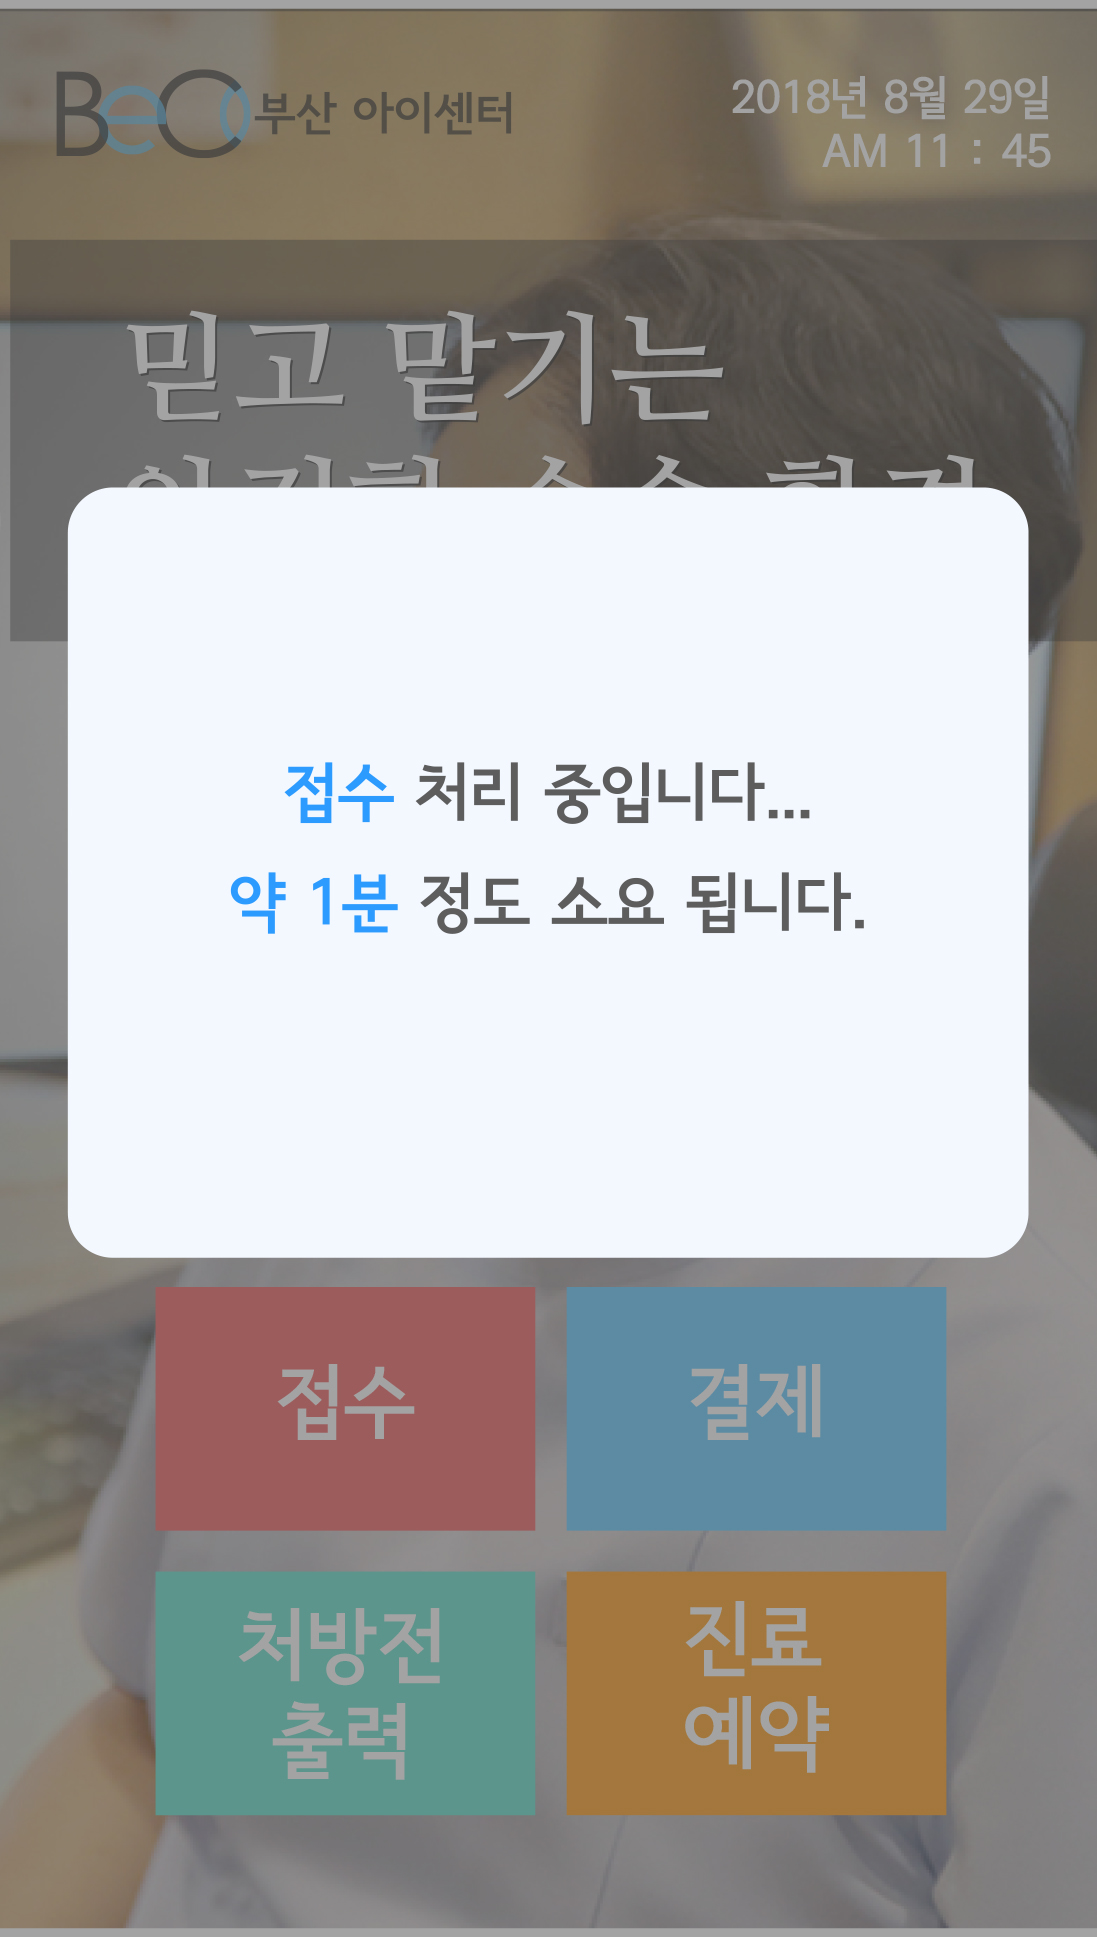 BeC 부산 아이센터
2018년 8월 29일
AM 11 : 45
믿고 맡기는
접수 처리 중입니다...
약 1분 정도 소요 됩니다.
접수
결제
처방전
출력
진료
예약